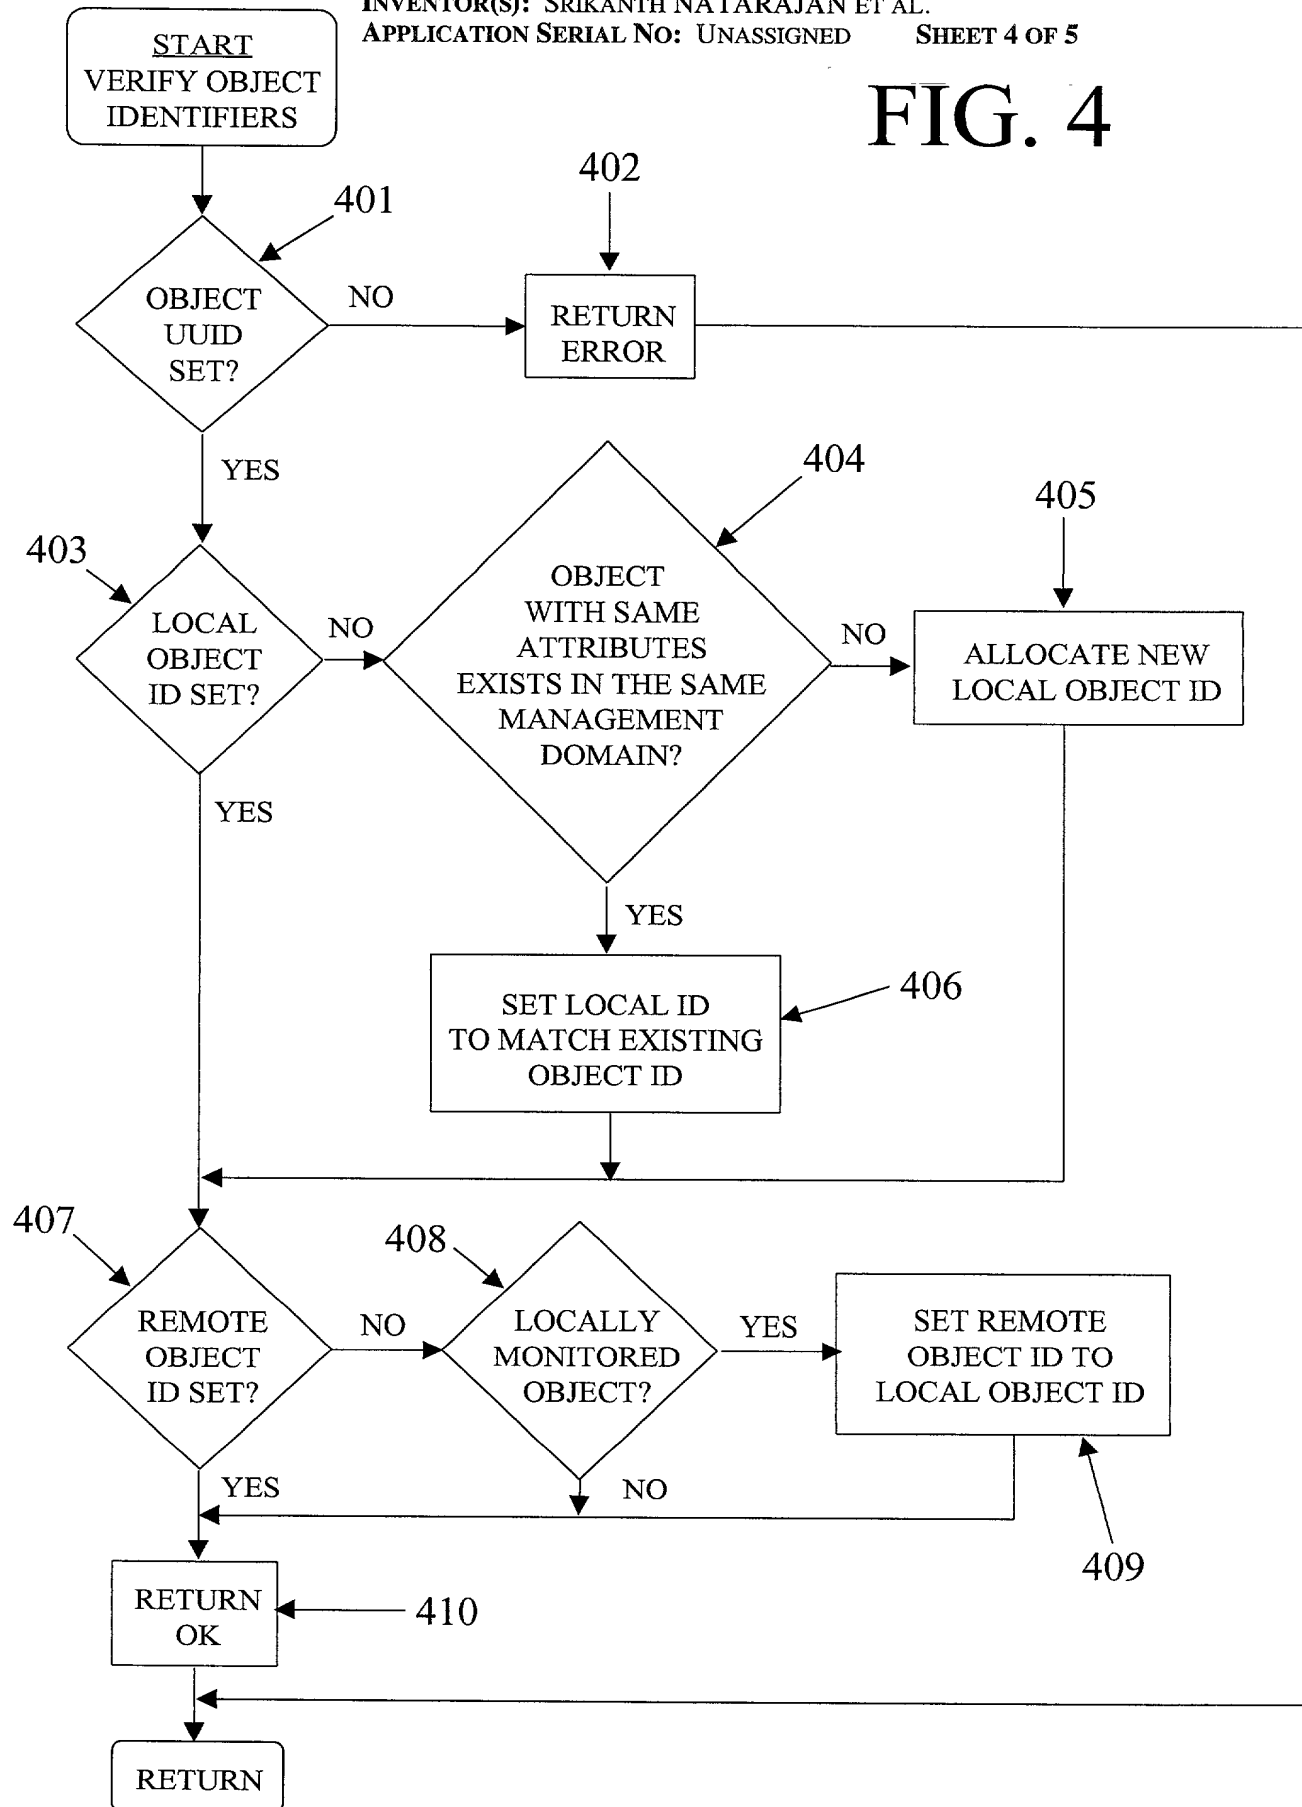 INVENTOR(S): SRIKANTH NATARAJAN ET AL.
APPLICATION SERIAL NO: UNASSIGNED SHEET 4 OF 5
FIG. 4
START
VERIFY OBJECT
IDENTIFIERS
401
402
OBJECT
UUID
SET?
NO
RETURN
ERROR
YES
403
404
405
LOCAL
OBJECT
ID SET?
NO
OBJECT
WITH SAME
ATTRIBUTES
EXISTS IN THE SAME
MANAGEMENT
DOMAIN?
NO
ALLOCATE NEW
LOCAL OBJECT ID
YES
YES
SET LOCAL ID
TO MATCH EXISTING
OBJECT ID
406
407
408
REMOTE
OBJECT
ID SET?
NO
LOCALLY
MONITORED
OBJECT?
YES
SET REMOTE
OBJECT ID TO
LOCAL OBJECT ID
YES
NO
409
RETURN
OK
410
RETURN